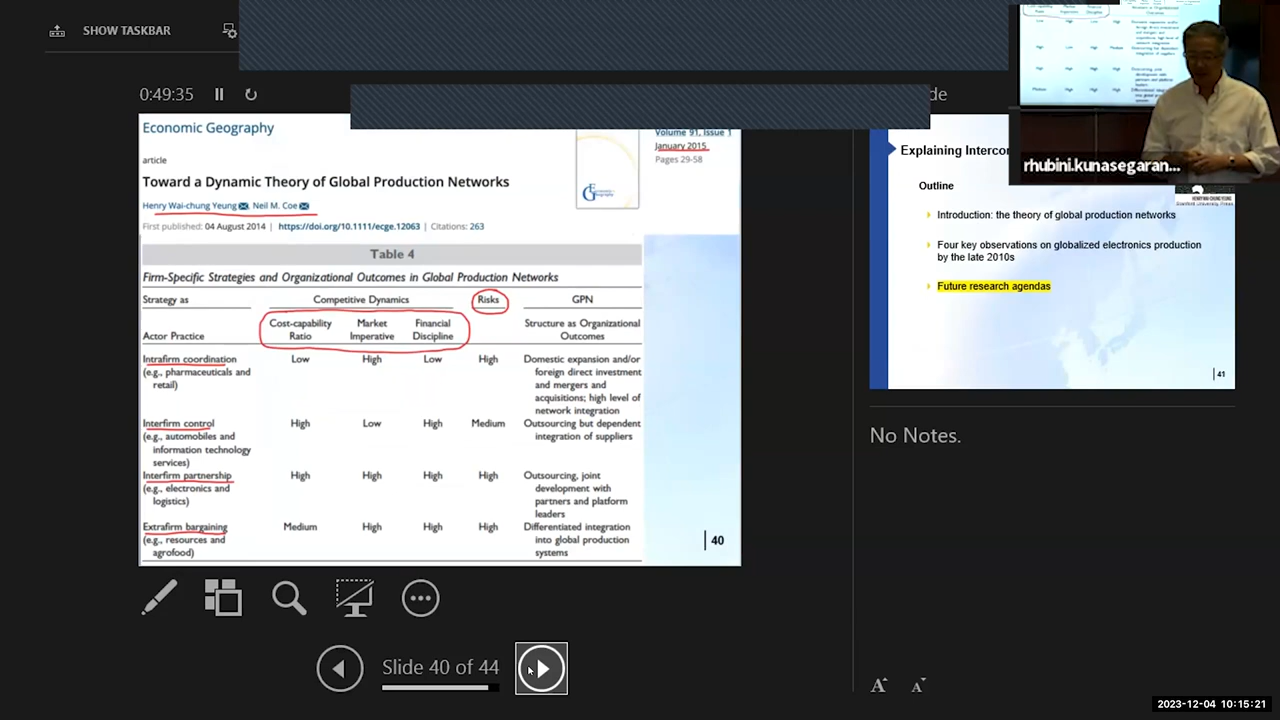 SHOW TASKBAR
0:49:
Economic Geography
Volume 91, Issue 1
January 2015
Pages 29-58
article
Toward a Dynamic Theory of Global Production Networks
Henry Wai-chung Yeung, Neil M. Coe
First published: 04 August 2014 | https://doi.org/10.1111/ecge.12063 | Citations: 263
Table 4
Firm-Specific Strategies and Organizational Outcomes in Global Production Networks
Strategy as Competitive Dynamics Risks GPN
Actor Practice Cost-capability Ratio Market Imperative Financial Discipline Structure as Organizational Outcomes
Intrafirm coordination (e.g., pharmaceuticals and retail) Low High Low High Domestic expansion and/or foreign direct investment and mergers and acquisitions; high level of network integration
Interfirm control (e.g., automobiles and information technology services) High Low High Medium Outsourcing but dependent integration of suppliers
Interfirm partnership (e.g., electronics and logistics) High High High High Outsourcing, joint development with partners and platform leaders
Extrafirm bargaining (e.g., resources and agrofood) Medium High High High Differentiated integration into global production systems
40
Slide 40 of 44
Explaining Intercon
Outline
Introduction: the theory of global production networks
Four key observations on globalized electronics production
by the late 2010s
Future research agendas
41
No Notes.
rhubini.kunasegaran...
2023-12-04 10:15:21